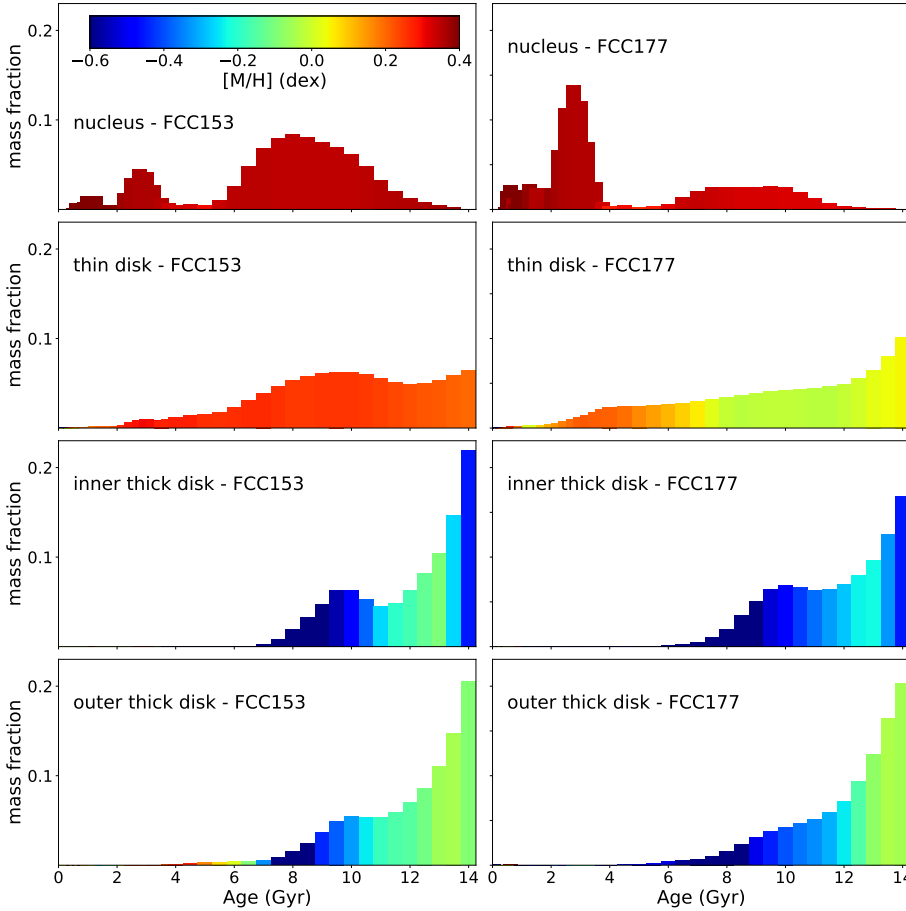 −0.6 −0.4 −0.2 0.0 0.2 0.4
[M/H] (dex)
nucleus - FCC153
nucleus - FCC177
0.2
0.1
mass fraction
thin disk - FCC153
thin disk - FCC177
0.2
0.1
mass fraction
inner thick disk - FCC153
inner thick disk - FCC177
0.2
0.1
mass fraction
outer thick disk - FCC153
outer thick disk - FCC177
0.2
0.1
mass fraction
0 2 4 6 8 10 12 14
Age (Gyr)
0 2 4 6 8 10 12 14
Age (Gyr)